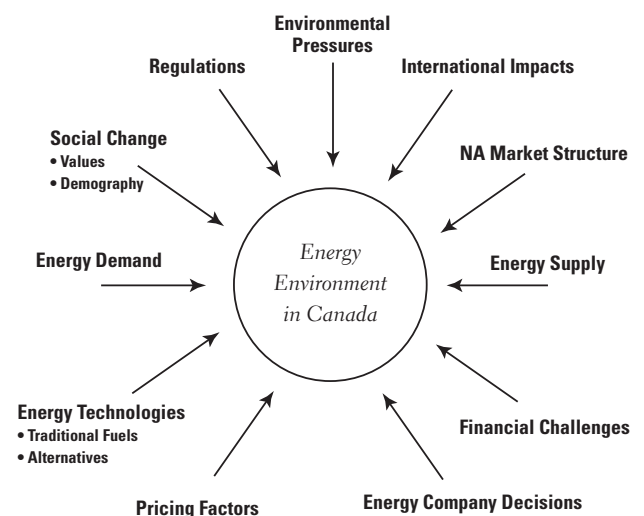 Environmental
Pressures
Regulations
International Impacts
Social Change
• Values
• Demography
NA Market Structure
Energy Demand
Energy
Environment
in Canada
Energy Supply
Energy Technologies
• Traditional Fuels
• Alternatives
Financial Challenges
Pricing Factors
Energy Company Decisions